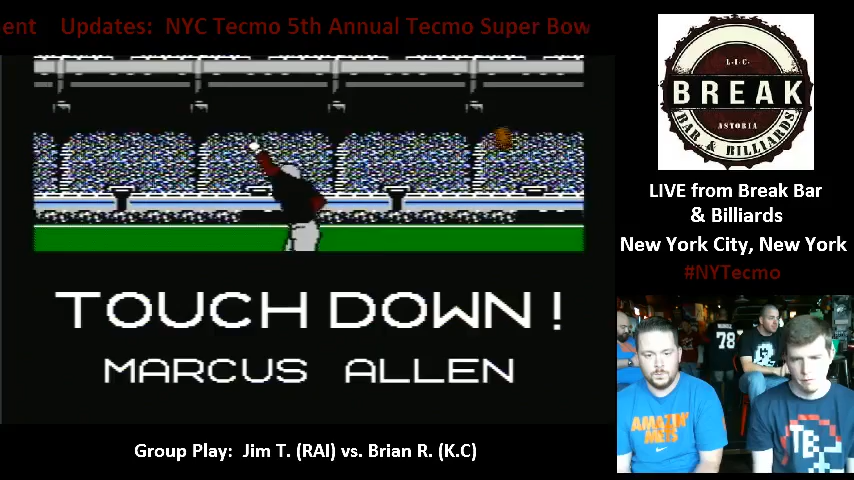 ent Updates: NYC Tecmo 5th Annual Tecmo Super Bow
L.I.C.
BREAK
ASTORIA
BAR & BILLIARDS
LIVE from Break Bar
& Billiards
New York City, New York
#NYTecmo
TOUCH DOWN!
MARCUS ALLEN
78
AMAZIN'
METS
TB
Group Play: Jim T. (RAI) vs. Brian R. (K.C)